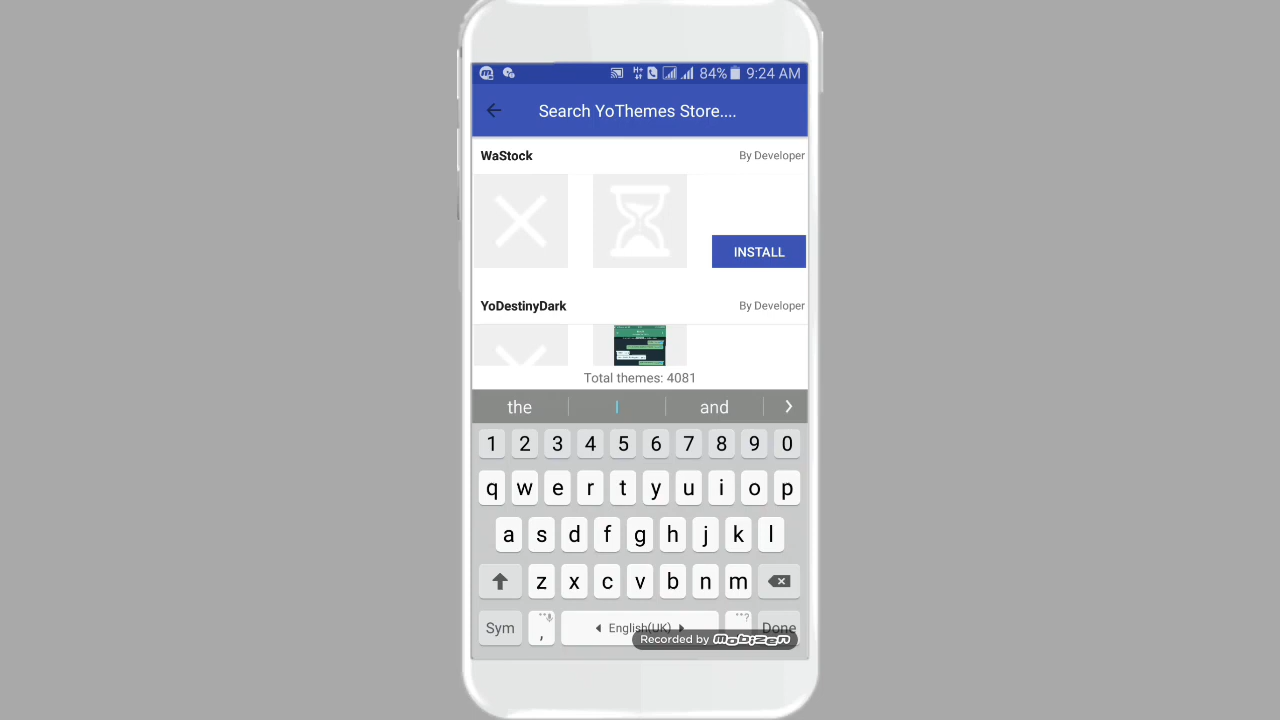 84% 9:24 AM
Search YoThemes Store....
WaStock By Developer
INSTALL
YoDestinyDark By Developer
Total themes: 4081
the I and
1 2 3 4 5 6 7 8 9 0
q w e r t y u i o p
a s d f g h j k l
z x c v b n m
Sym , English(UK) Done
Recorded by mobizen